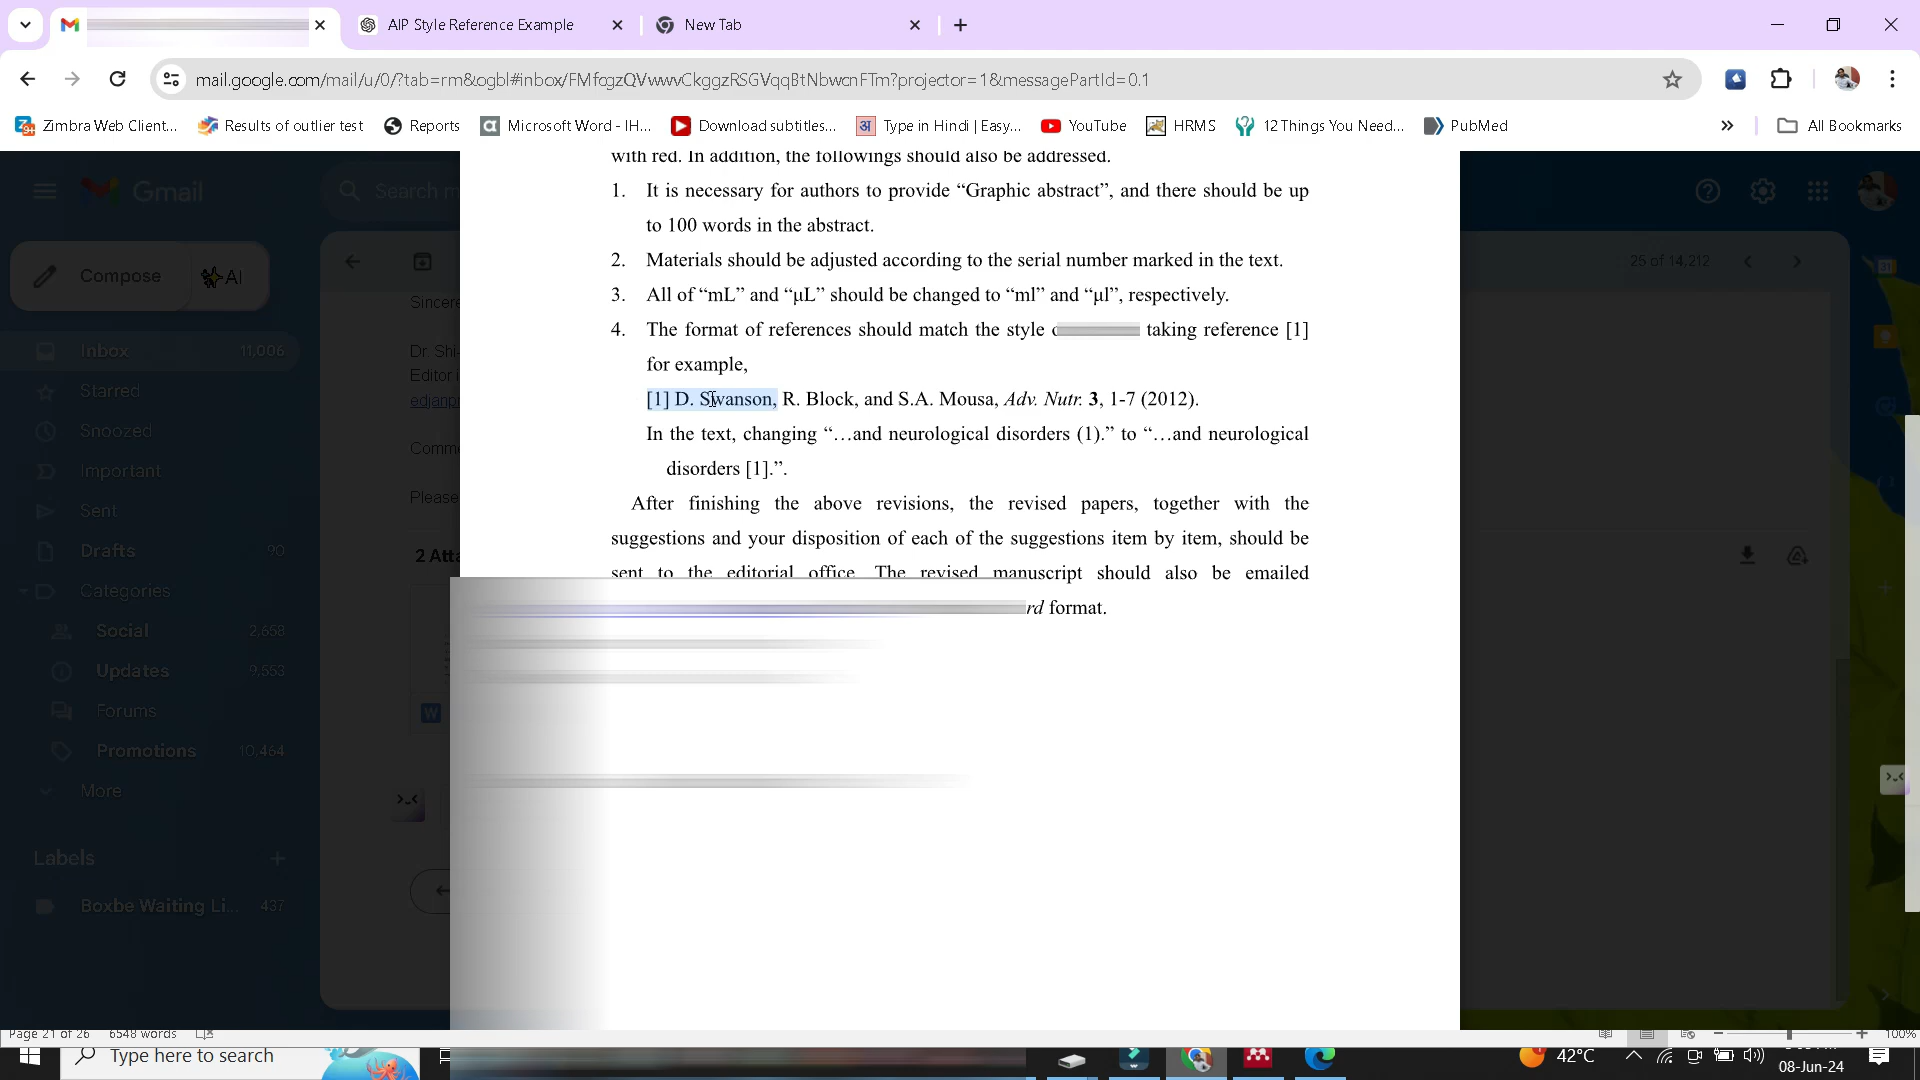 AIP Style Reference Example
New Tab
mail.google.com/mail/u/0/?tab=rm&ogbl#inbox/FMfcgzQVwwvCkggzRSGVqqBtNbwcnFTm?projector=1&messagePartId=0.1
Zimbra Web Client...
Results of outlier test
Reports
Microsoft Word - IH...
Download subtitles...
Type in Hindi | Easy...
YouTube
HRMS
12 Things You Need...
PubMed
»
All Bookmarks
Gmail
Search m
Compose
AI
25 of 14,212
Inbox 11,006
Starred
Snoozed
Important
Sent
Drafts 90
Categories
Social 2,658
Updates 9,553
Forums
Promotions 10,464
More
Labels
Boxbe Waiting Li... 437
Sincere
Dr. Shi-
Editor i
edjanp
Comme
Please
2 Atta
with red. In addition, the followings should also be addressed.
1. It is necessary for authors to provide “Graphic abstract”, and there should be up
to 100 words in the abstract.
2. Materials should be adjusted according to the serial number marked in the text.
3. All of “mL” and “μL” should be changed to “ml” and “μl”, respectively.
4. The format of references should match the style taking reference [1]
for example,
[1] D. Swanson, R. Block, and S.A. Mousa, Adv. Nutr. 3, 1-7 (2012).
In the text, changing “…and neurological disorders (1).” to “…and neurological
disorders [1].”.
After finishing the above revisions, the revised papers, together with the
suggestions and your disposition of each of the suggestions item by item, should be
sent to the editorial office. The revised manuscript should also be emailed
rd format.
Page 21 of 26 6548 words
100%
Type here to search
42°C
08-Jun-24